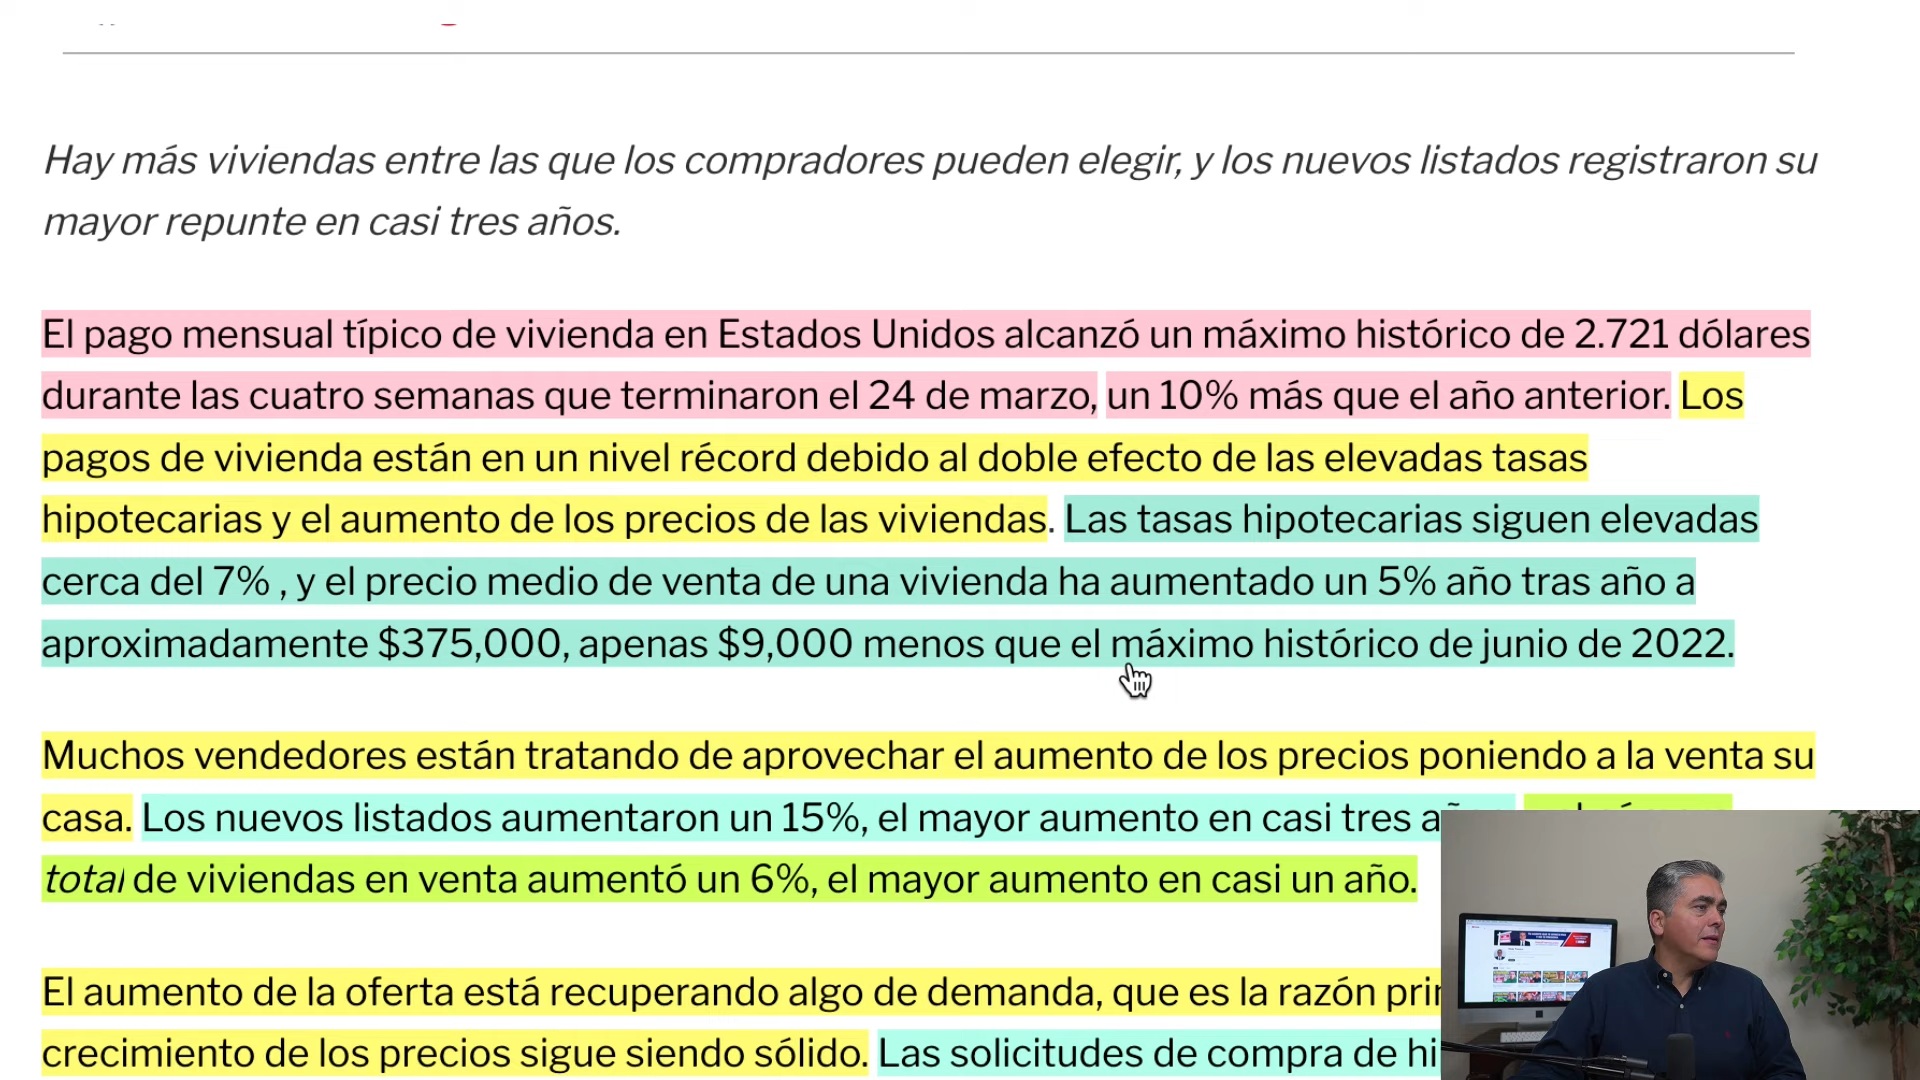 Hay más viviendas entre las que los compradores pueden elegir, y los nuevos listados registraron su
mayor repunte en casi tres años.
El pago mensual típico de vivienda en Estados Unidos alcanzó un máximo histórico de 2.721 dólares
durante las cuatro semanas que terminaron el 24 de marzo, un 10% más que el año anterior. Los
pagos de vivienda están en un nivel récord debido al doble efecto de las elevadas tasas
hipotecarias y el aumento de los precios de las viviendas. Las tasas hipotecarias siguen elevadas
cerca del 7% , y el precio medio de venta de una vivienda ha aumentado un 5% año tras año a
aproximadamente $375,000, apenas $9,000 menos que el máximo histórico de junio de 2022.
Muchos vendedores están tratando de aprovechar el aumento de los precios poniendo a la venta su
casa. Los nuevos listados aumentaron un 15%, el mayor aumento en casi tres
total de viviendas en venta aumentó un 6%, el mayor aumento en casi un año.
El aumento de la oferta está recuperando algo de demanda, que es la razón
crecimiento de los precios sigue siendo sólido. Las solicitudes de compra de